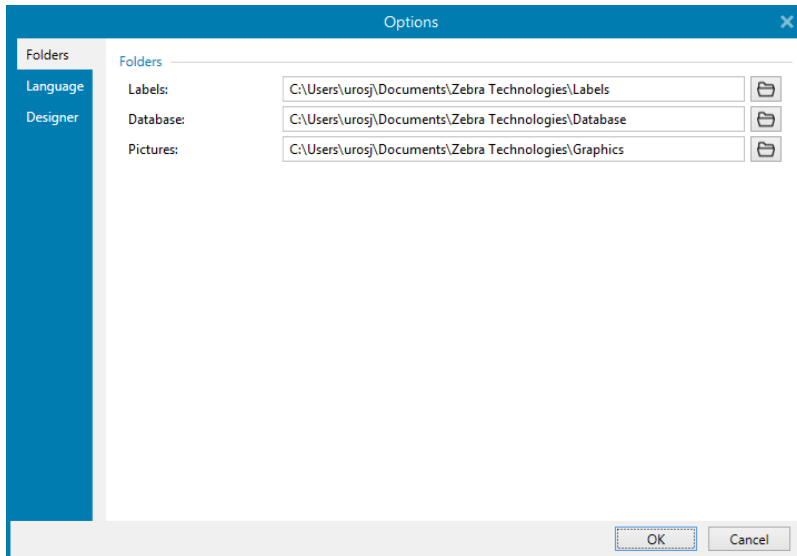 Options
Folders
Language
Designer
Folders
Labels: C:\Users\urosj\Documents\Zebra Technologies\Labels
Database: C:\Users\urosj\Documents\Zebra Technologies\Database
Pictures: C:\Users\urosj\Documents\Zebra Technologies\Graphics
OK Cancel